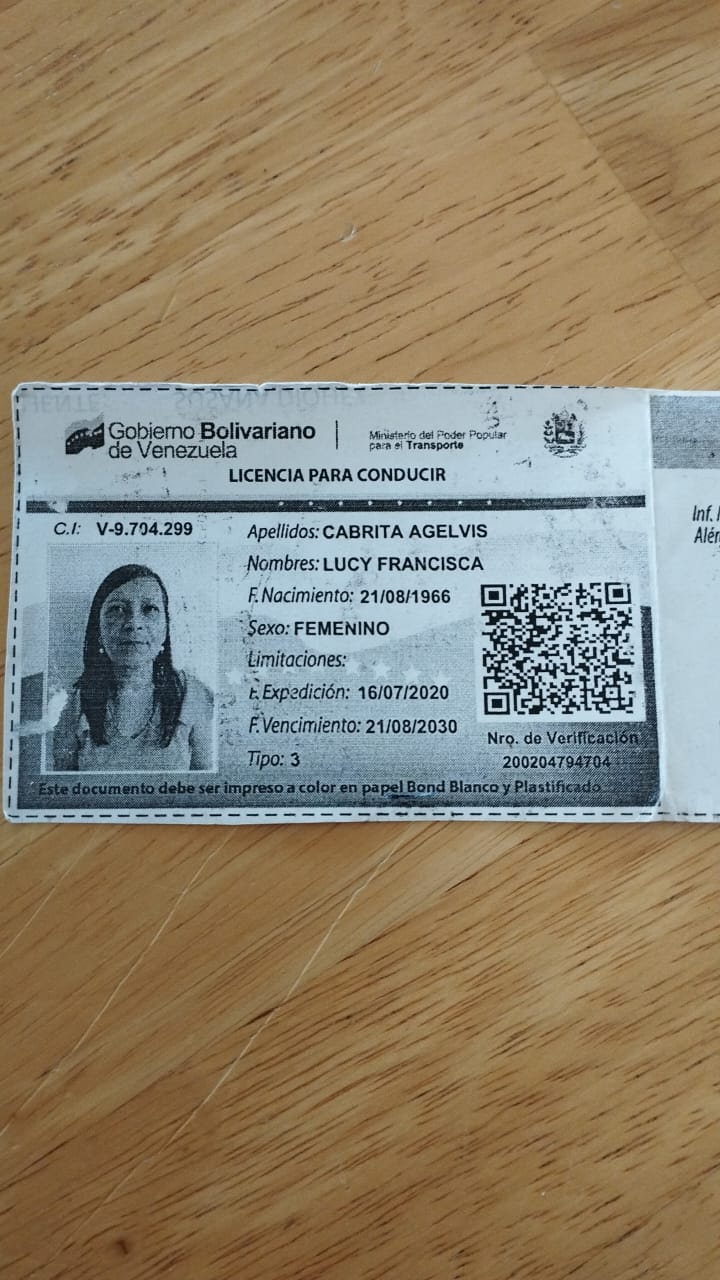 Gobierno Bolivariano
de Venezuela
Ministerio del Poder Popular
para el Transporte
LICENCIA PARA CONDUCIR
C.I: V-9.704.299
Apellidos: CABRITA AGELVIS
Nombres: LUCY FRANCISCA
F. Nacimiento: 21/08/1966
Sexo: FEMENINO
Limitaciones:
F. Expedición: 16/07/2020
F. Vencimiento: 21/08/2030
Tipo: 3
Nro. de Verificación
200204794704
Este documento debe ser impreso a color en papel Bond Blanco y Plastificado
Inf.
Alér